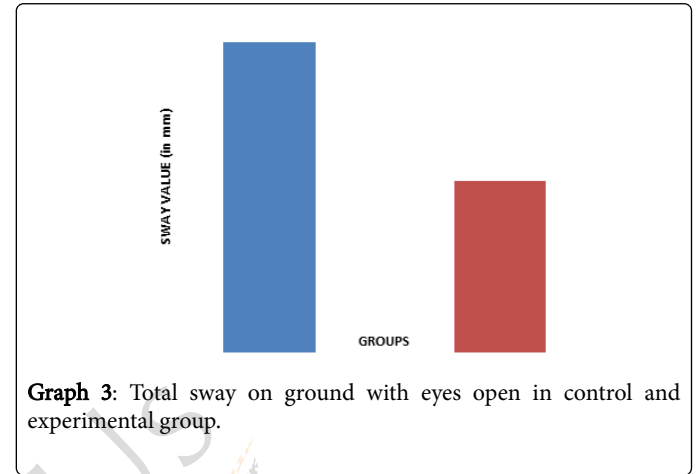 SWAY VALUE (in mm)
GROUPS
Graph 3: Total sway on ground with eyes open in control and
experimental group.